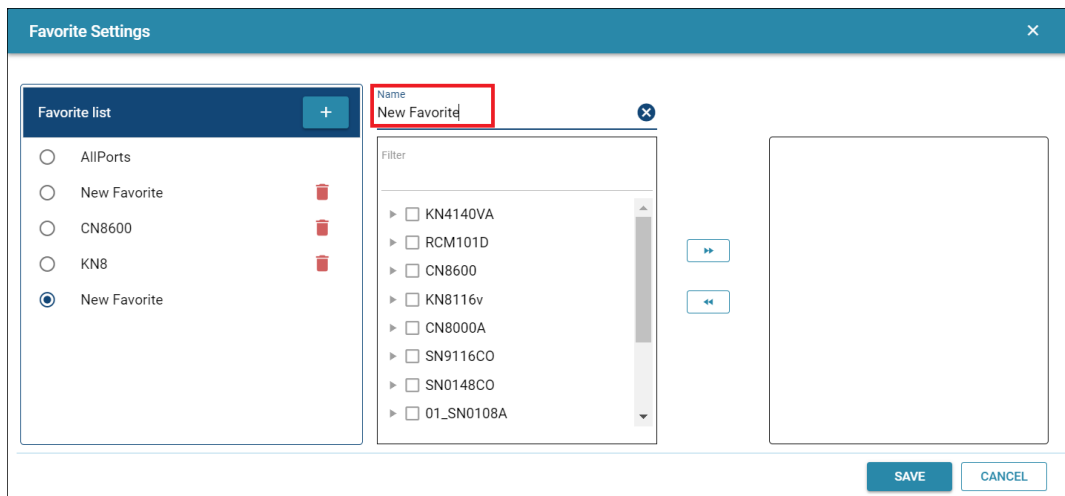 Favorite Settings
Favorite list
+
AllPorts
New Favorite
CN8600
KN8
New Favorite
Name
New Favorite
Filter
KN4140VA
RCM101D
CN8600
KN8116v
CN8000A
SN9116CO
SN0148CO
01_SN0108A
SAVE
CANCEL